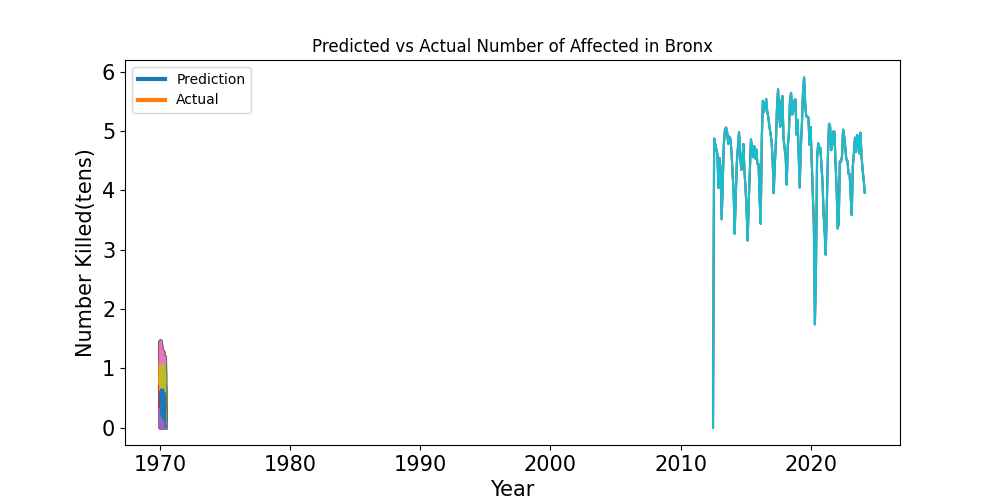 Predicted vs Actual Number of Affected in Bronx
Prediction
Actual
Number Killed(tens)
6
5
4
3
2
1
0
1970 1980 1990 2000 2010 2020
Year